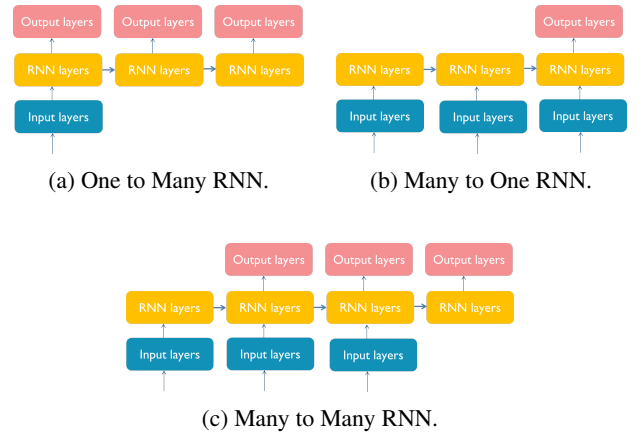 Output layers Output layers Output layers
RNN layers RNN layers RNN layers
Input layers
(a) One to Many RNN.
Output layers
RNN layers RNN layers RNN layers
Input layers Input layers Input layers
(b) Many to One RNN.
Output layers Output layers Output layers
RNN layers RNN layers RNN layers RNN layers
Input layers Input layers Input layers
(c) Many to Many RNN.